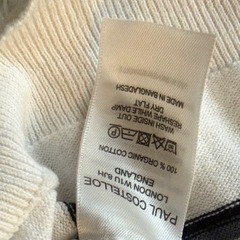 PAUL COSTELLOE
LONDON W1U 8JH
ENGLAND
100 % ORGANIC COTTON
WASH INSIDE OUT
RESHAPE WHILE DAMP
DRY FLAT
MADE IN BANGLADESH